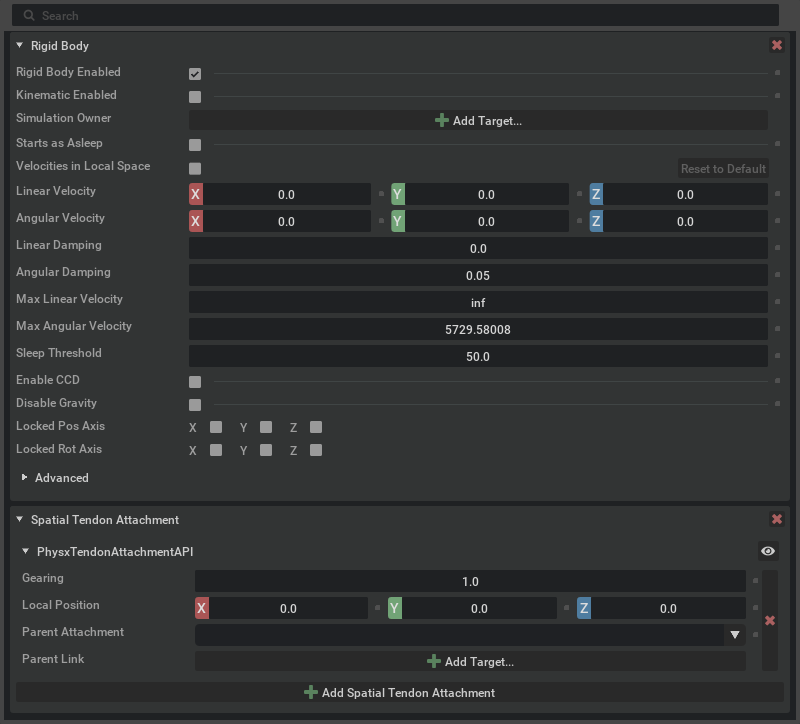 Search
Rigid Body
Rigid Body Enabled
Kinematic Enabled
Simulation Owner Add Target...
Starts as Asleep
Velocities in Local Space Reset to Default
Linear Velocity X 0.0 Y 0.0 Z 0.0
Angular Velocity X 0.0 Y 0.0 Z 0.0
Linear Damping 0.0
Angular Damping 0.05
Max Linear Velocity inf
Max Angular Velocity 5729.58008
Sleep Threshold 50.0
Enable CCD
Disable Gravity
Locked Pos Axis X Y Z
Locked Rot Axis X Y Z
Advanced
Spatial Tendon Attachment
PhysxTendonAttachmentAPI
Gearing 1.0
Local Position X 0.0 Y 0.0 Z 0.0
Parent Attachment
Parent Link Add Target...
Add Spatial Tendon Attachment